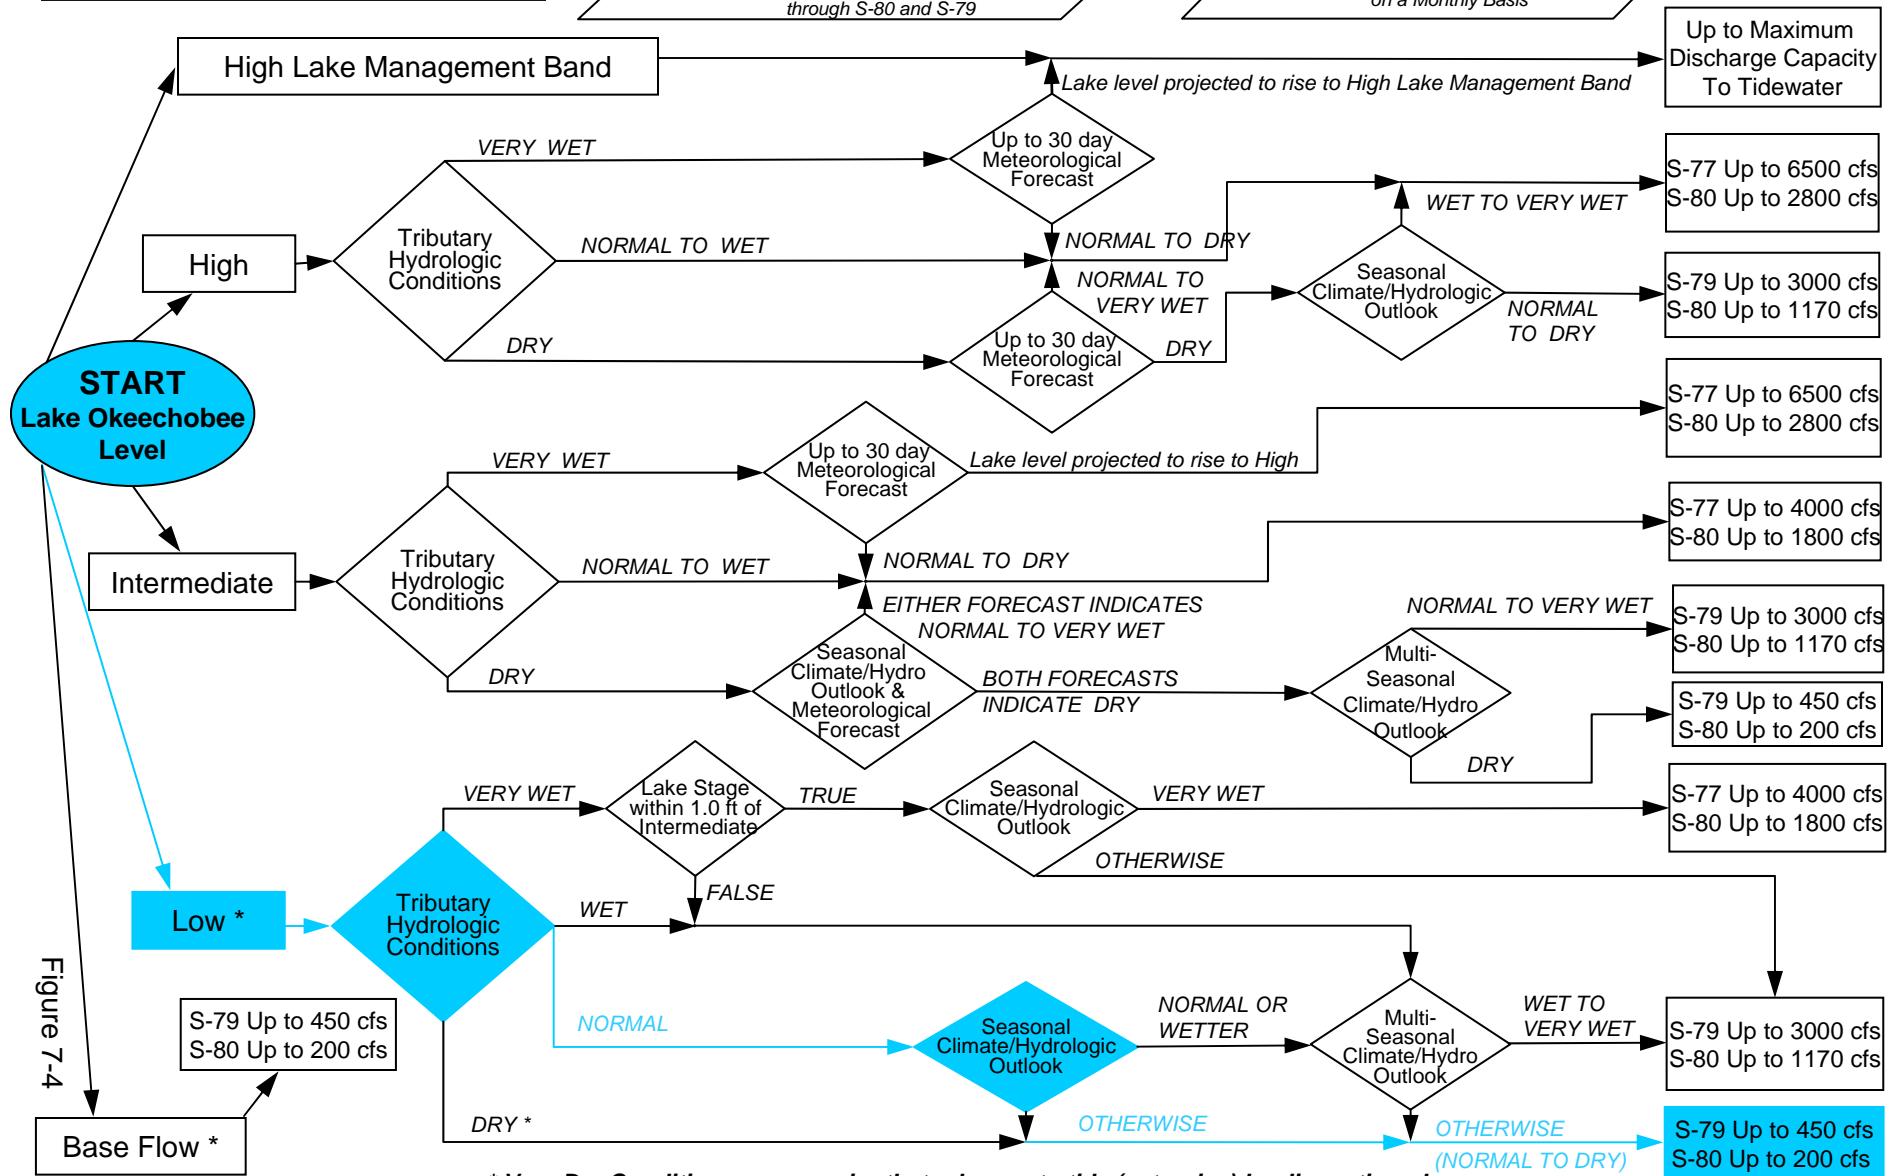 through S-80 and S-79
on a Monthly Basis
High Lake Management Band
Lake level projected to rise to High Lake Management Band
Up to Maximum
Discharge Capacity
To Tidewater
VERY WET
Up to 30 day
Meteorological
Forecast
S-77 Up to 6500 cfs
S-80 Up to 2800 cfs
WET TO VERY WET
High
Tributary
Hydrologic
Conditions
NORMAL TO WET
NORMAL TO DRY
NORMAL TO
VERY WET
Seasonal
Climate/Hydrologic
Outlook
NORMAL
TO DRY
S-79 Up to 3000 cfs
S-80 Up to 1170 cfs
DRY
Up to 30 day
Meteorological
Forecast
DRY
START
Lake Okeechobee
Level
VERY WET
Up to 30 day
Meteorological
Forecast
Lake level projected to rise to High
S-77 Up to 6500 cfs
S-80 Up to 2800 cfs
Intermediate
Tributary
Hydrologic
Conditions
NORMAL TO WET
NORMAL TO DRY
S-77 Up to 4000 cfs
S-80 Up to 1800 cfs
EITHER FORECAST INDICATES
NORMAL TO VERY WET
DRY
Seasonal
Climate/Hydro
Outlook &
Meteorological
Forecast
BOTH FORECASTS
INDICATE DRY
Multi-
Seasonal
Climate/Hydro
Outlook
NORMAL TO VERY WET
S-79 Up to 3000 cfs
S-80 Up to 1170 cfs
DRY
S-79 Up to 450 cfs
S-80 Up to 200 cfs
VERY WET
Lake Stage
within 1.0 ft of
Intermediate
TRUE
Seasonal
Climate/Hydrologic
Outlook
VERY WET
S-77 Up to 4000 cfs
S-80 Up to 1800 cfs
OTHERWISE
FALSE
Low *
Tributary
Hydrologic
Conditions
WET
NORMAL
Seasonal
Climate/Hydrologic
Outlook
NORMAL OR
WETTER
Multi-
Seasonal
Climate/Hydro
Outlook
WET TO
VERY WET
S-79 Up to 3000 cfs
S-80 Up to 1170 cfs
DRY *
OTHERWISE
OTHERWISE
(NORMAL TO DRY)
S-79 Up to 450 cfs
S-80 Up to 200 cfs
Figure 7-4
S-79 Up to 450 cfs
S-80 Up to 200 cfs
Base Flow *